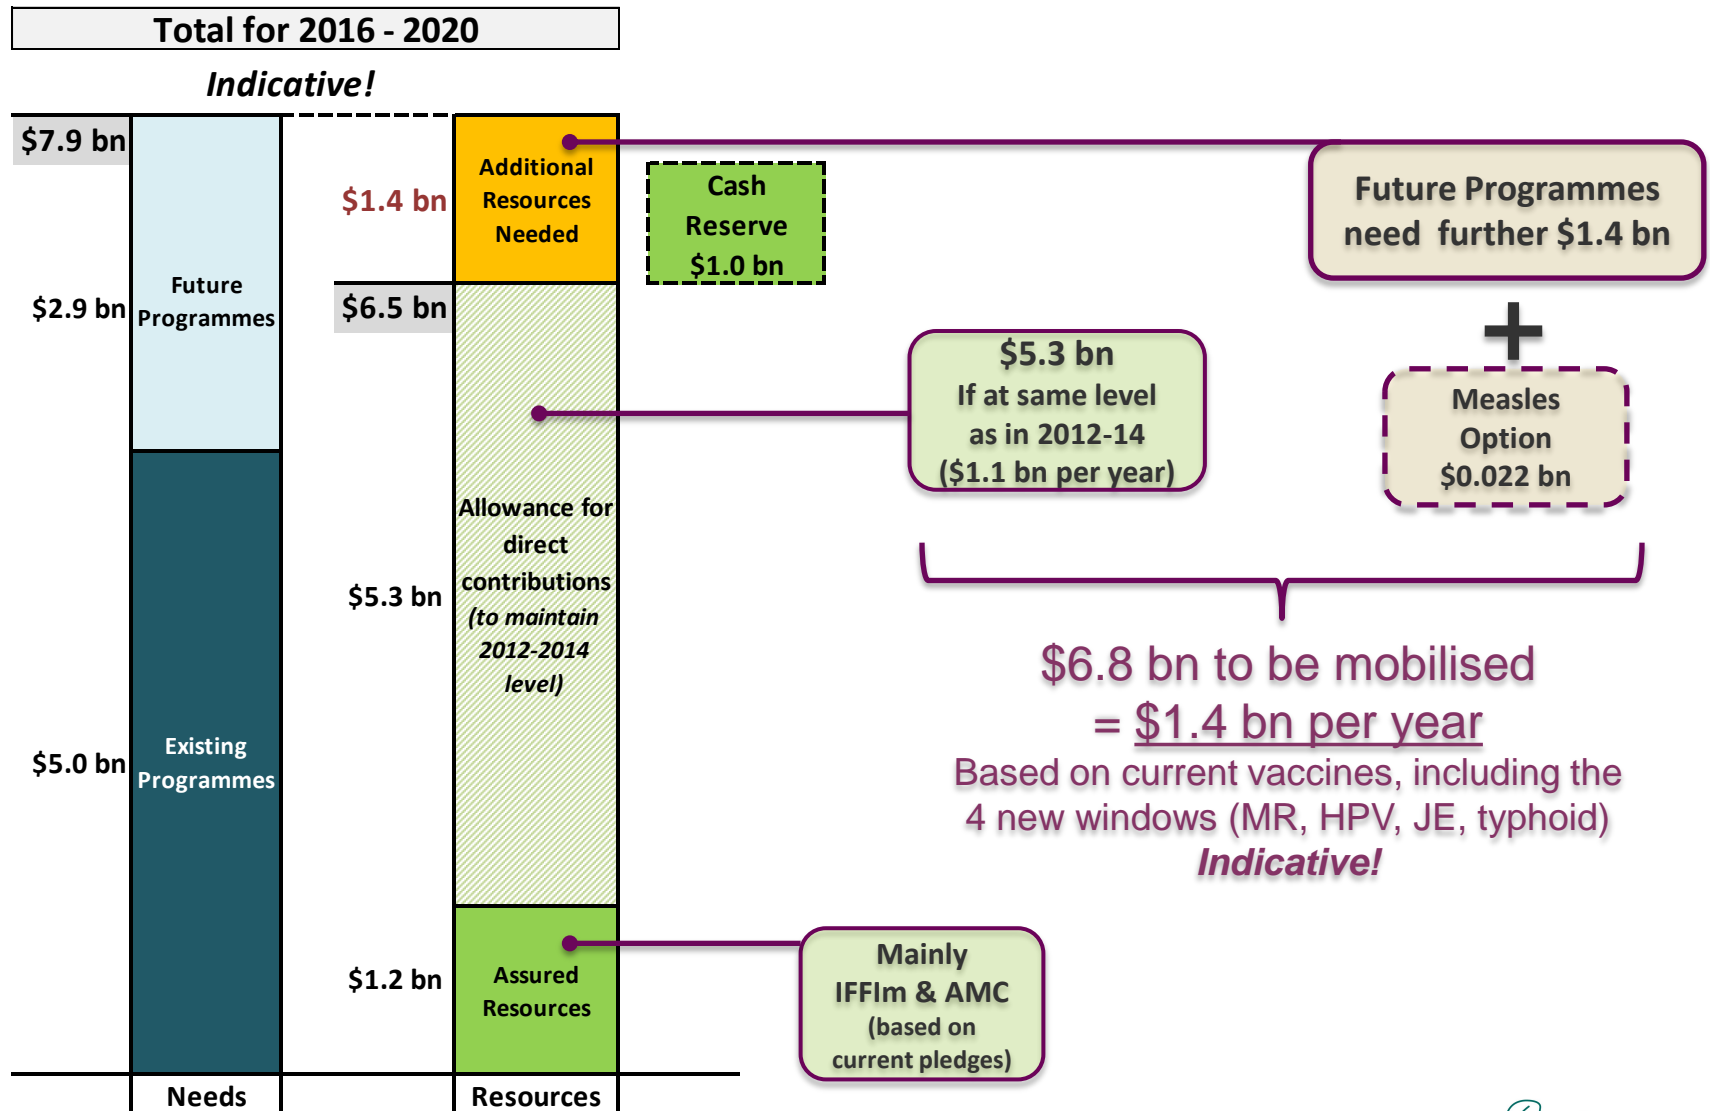 Total for 2016 - 2020
Indicative!
$7.9 bn
$2.9 bn
Future
Programmes
$5.0 bn
Existing
Programmes
Needs
$1.4 bn
Additional
Resources
Needed
$6.5 bn
$5.3 bn
Allowance for
direct
contributions
(to maintain
2012-2014
level)
$1.2 bn
Assured
Resources
Resources
Cash
Reserve
$1.0 bn
Future Programmes
need further $1.4 bn
+
Measles
Option
$0.022 bn
$5.3 bn
If at same level
as in 2012-14
($1.1 bn per year)
$6.8 bn to be mobilised
= $1.4 bn per year
Based on current vaccines, including the
4 new windows (MR, HPV, JE, typhoid)
Indicative!
Mainly
IFFIm & AMC
(based on
current pledges)